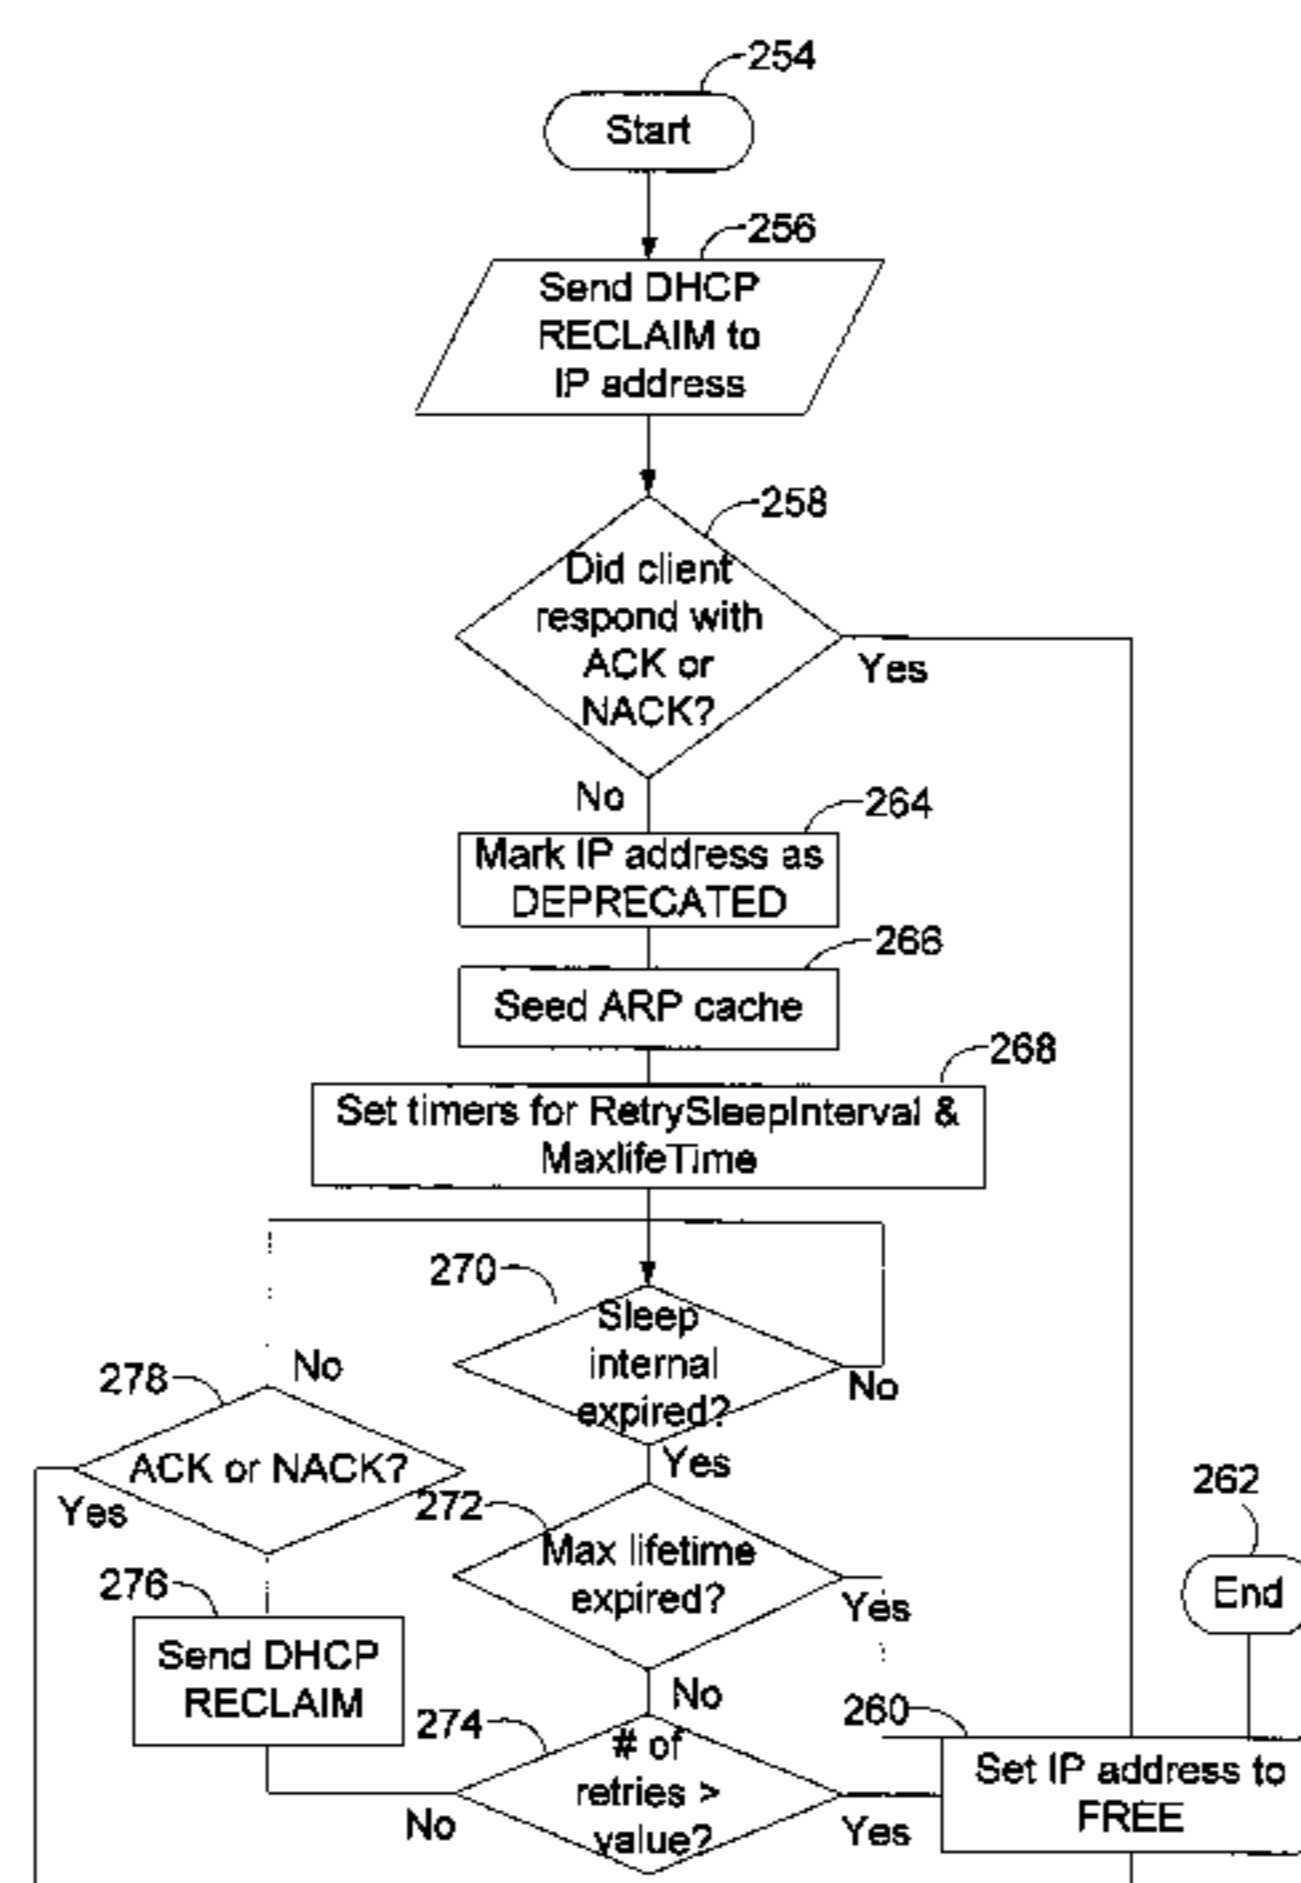 254
Start
256
Send DHCP
RECLAIM to
IP address
258
Did client
respond with
ACK or
NACK?
Yes
No
264
Mark IP address as
DEPRECATED
266
Seed ARP cache
268
Set timers for RetrySleepInterval &
MaxlifeTime
270
Sleep
internal
expired?
No
Yes
278
No
ACK or NACK?
Yes
272
Max lifetime
expired?
Yes
No
262
End
276
Send DHCP
RECLAIM
274
# of
retries >
value?
No
Yes
260
Set IP address to
FREE